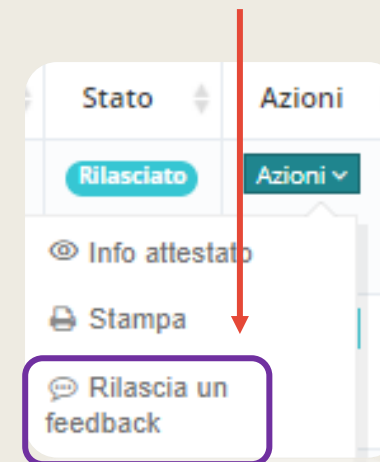 Stato Azioni
Rilasciato Azioni
Info attestato
Stampa
Rilascia un
feedback